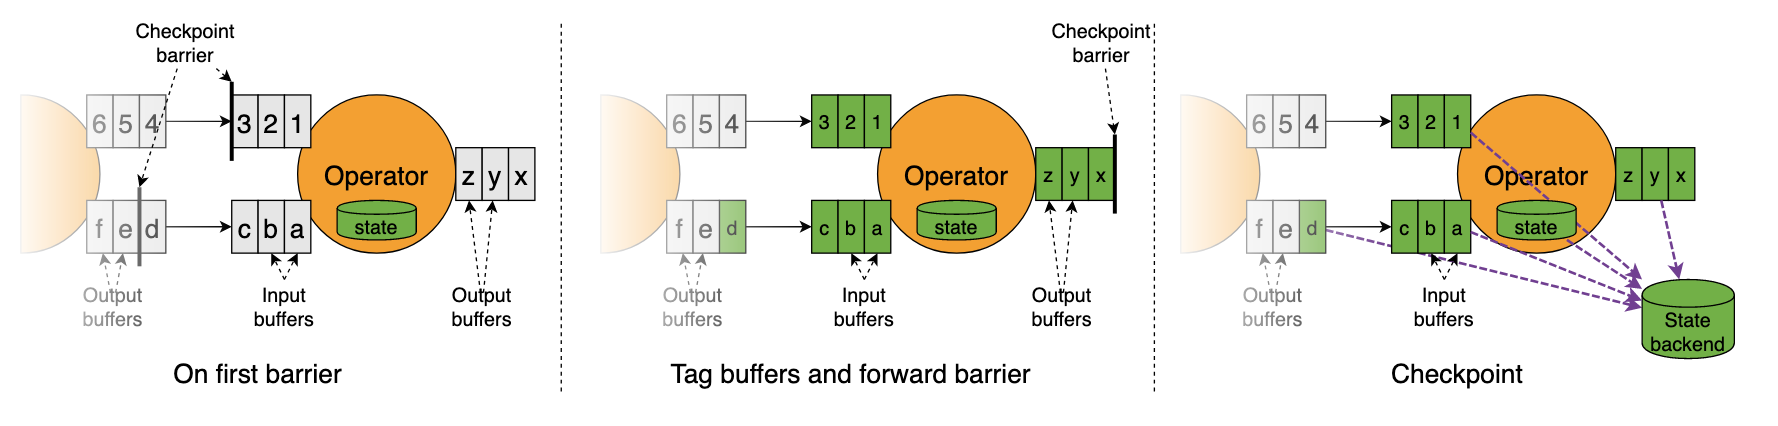 Checkpoint
barrier
6 5 4
3 2 1
Operator
state
z y x
f e d
c b a
Output
buffers
Input
buffers
Output
buffers
On first barrier
Checkpoint
barrier
6 5 4
3 2 1
Operator
state
z y x
f e d
c b a
Output
buffers
Input
buffers
Output
buffers
Tag buffers and forward barrier
6 5 4
3 2 1
Operator
state
z y x
f e d
c b a
Output
buffers
Input
buffers
State
backend
Checkpoint